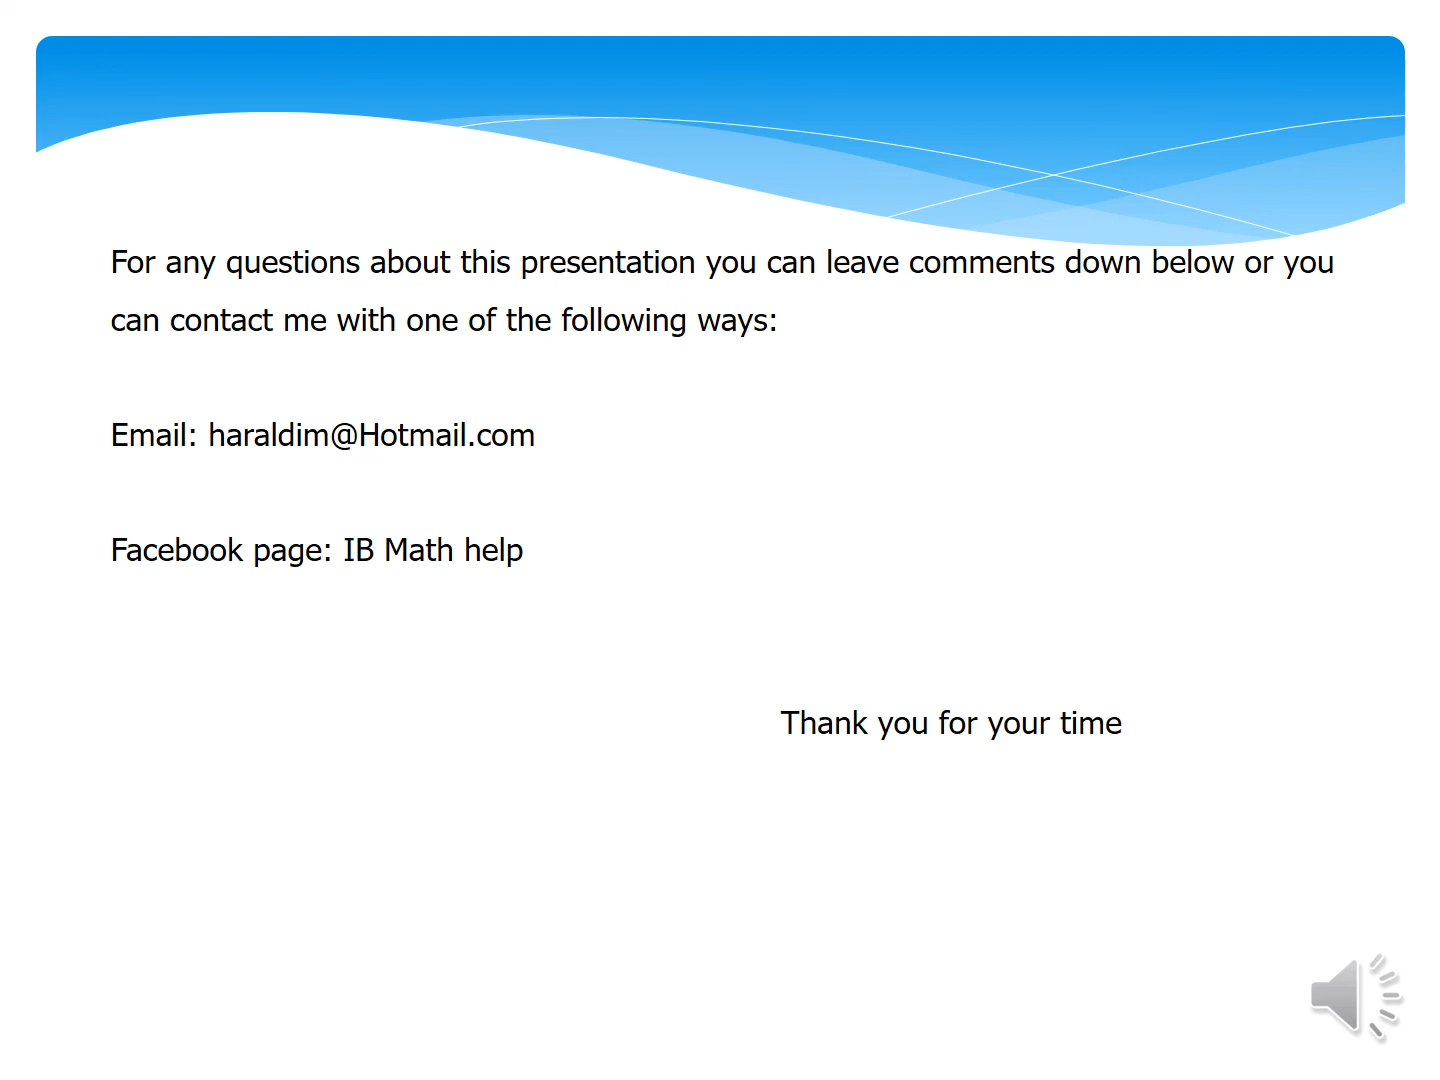 For any questions about this presentation you can leave comments down below or you
can contact me with one of the following ways:
Email: haraldim@Hotmail.com
Facebook page: IB Math help
Thank you for your time